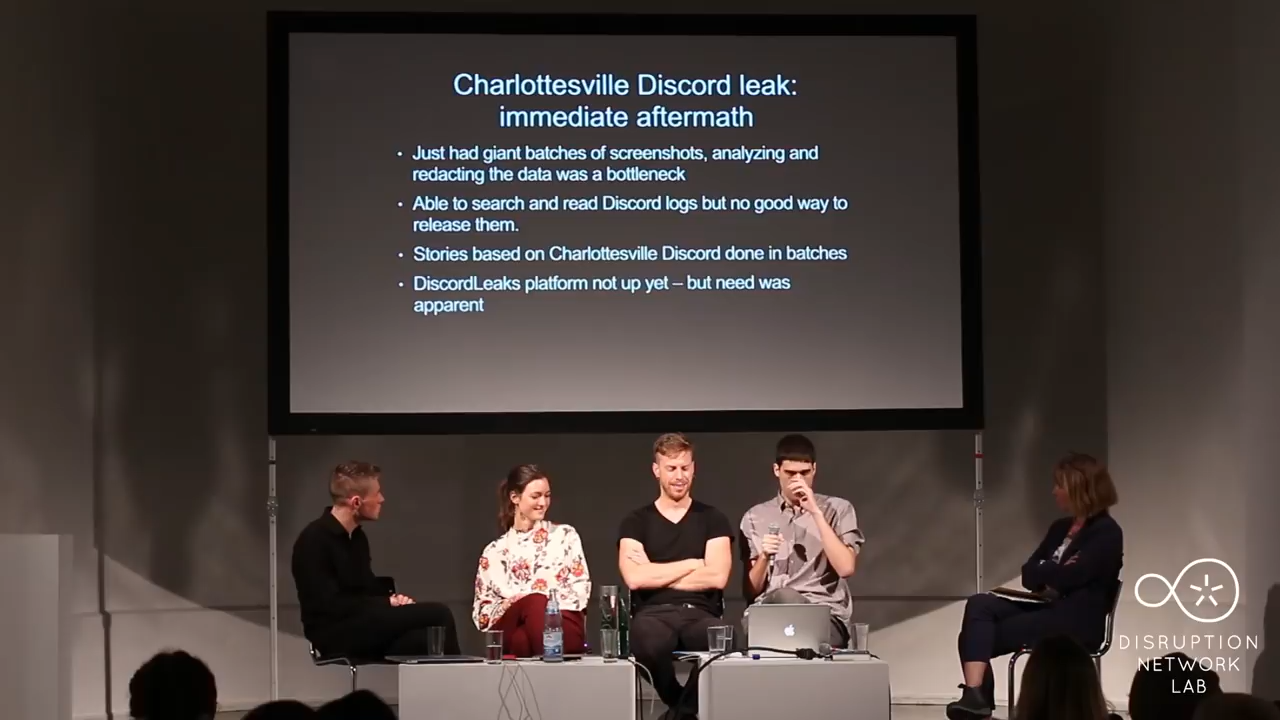 Charlottesville Discord leak:
immediate aftermath
• Just had giant batches of screenshots, analyzing and
redacting the data was a bottleneck
• Able to search and read Discord logs but no good way to
release them.
• Stories based on Charlottesville Discord done in batches
• DiscordLeaks platform not up yet – but need was
apparent
DISRUPTION
NETWORK
LAB